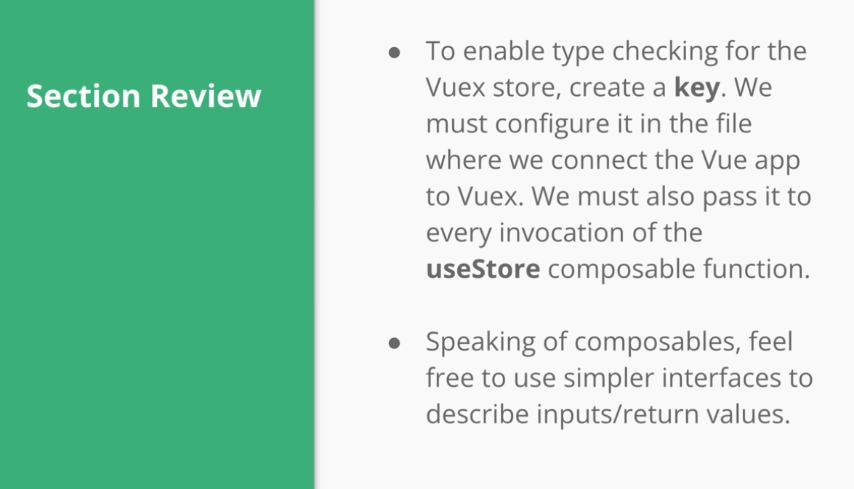 Section Review
● To enable type checking for the
Vuex store, create a key. We
must configure it in the file
where we connect the Vue app
to Vuex. We must also pass it to
every invocation of the
useStore composable function.
● Speaking of composables, feel
free to use simpler interfaces to
describe inputs/return values.